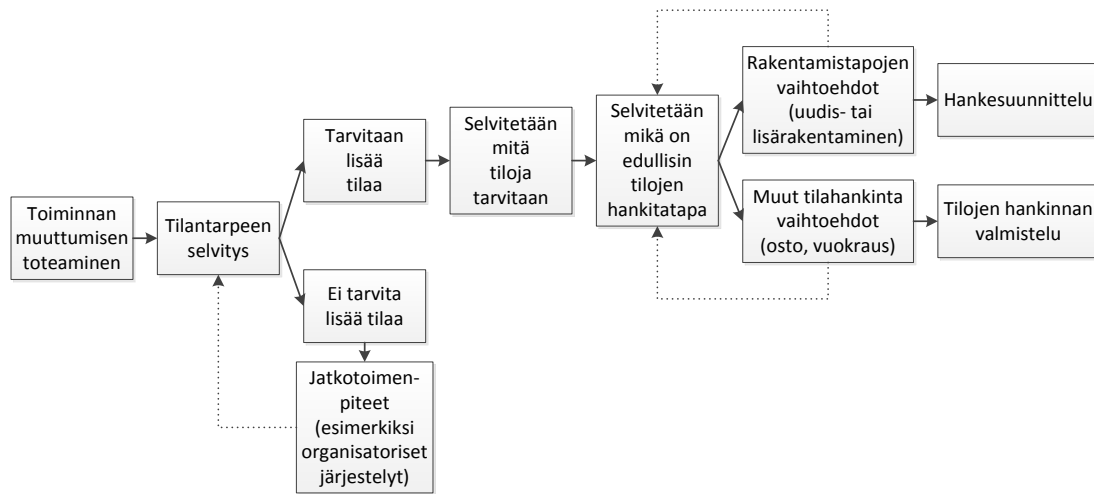 Toiminnan
muuttumisen
toteaminen
Tilantarpeen
selvitys
Tarvitaan
lisää
tilaa
Ei tarvita
lisää tilaa
Jatkotoimen-
piteet
(esimerkiksi
organisatoriset
järjestelyt)
Selvitetään
mitä
tiloja
tarvitaan
Selvitetään
mikä on
edullisin
tilojen
hankitatapa
Rakentamistapojen
vaihtoehdot
(uudis- tai
lisärakentaminen)
Hankesuunnittelu
Muut tilahankinta
vaihtoehdot
(osto, vuokraus)
Tilojen hankinnan
valmistelu